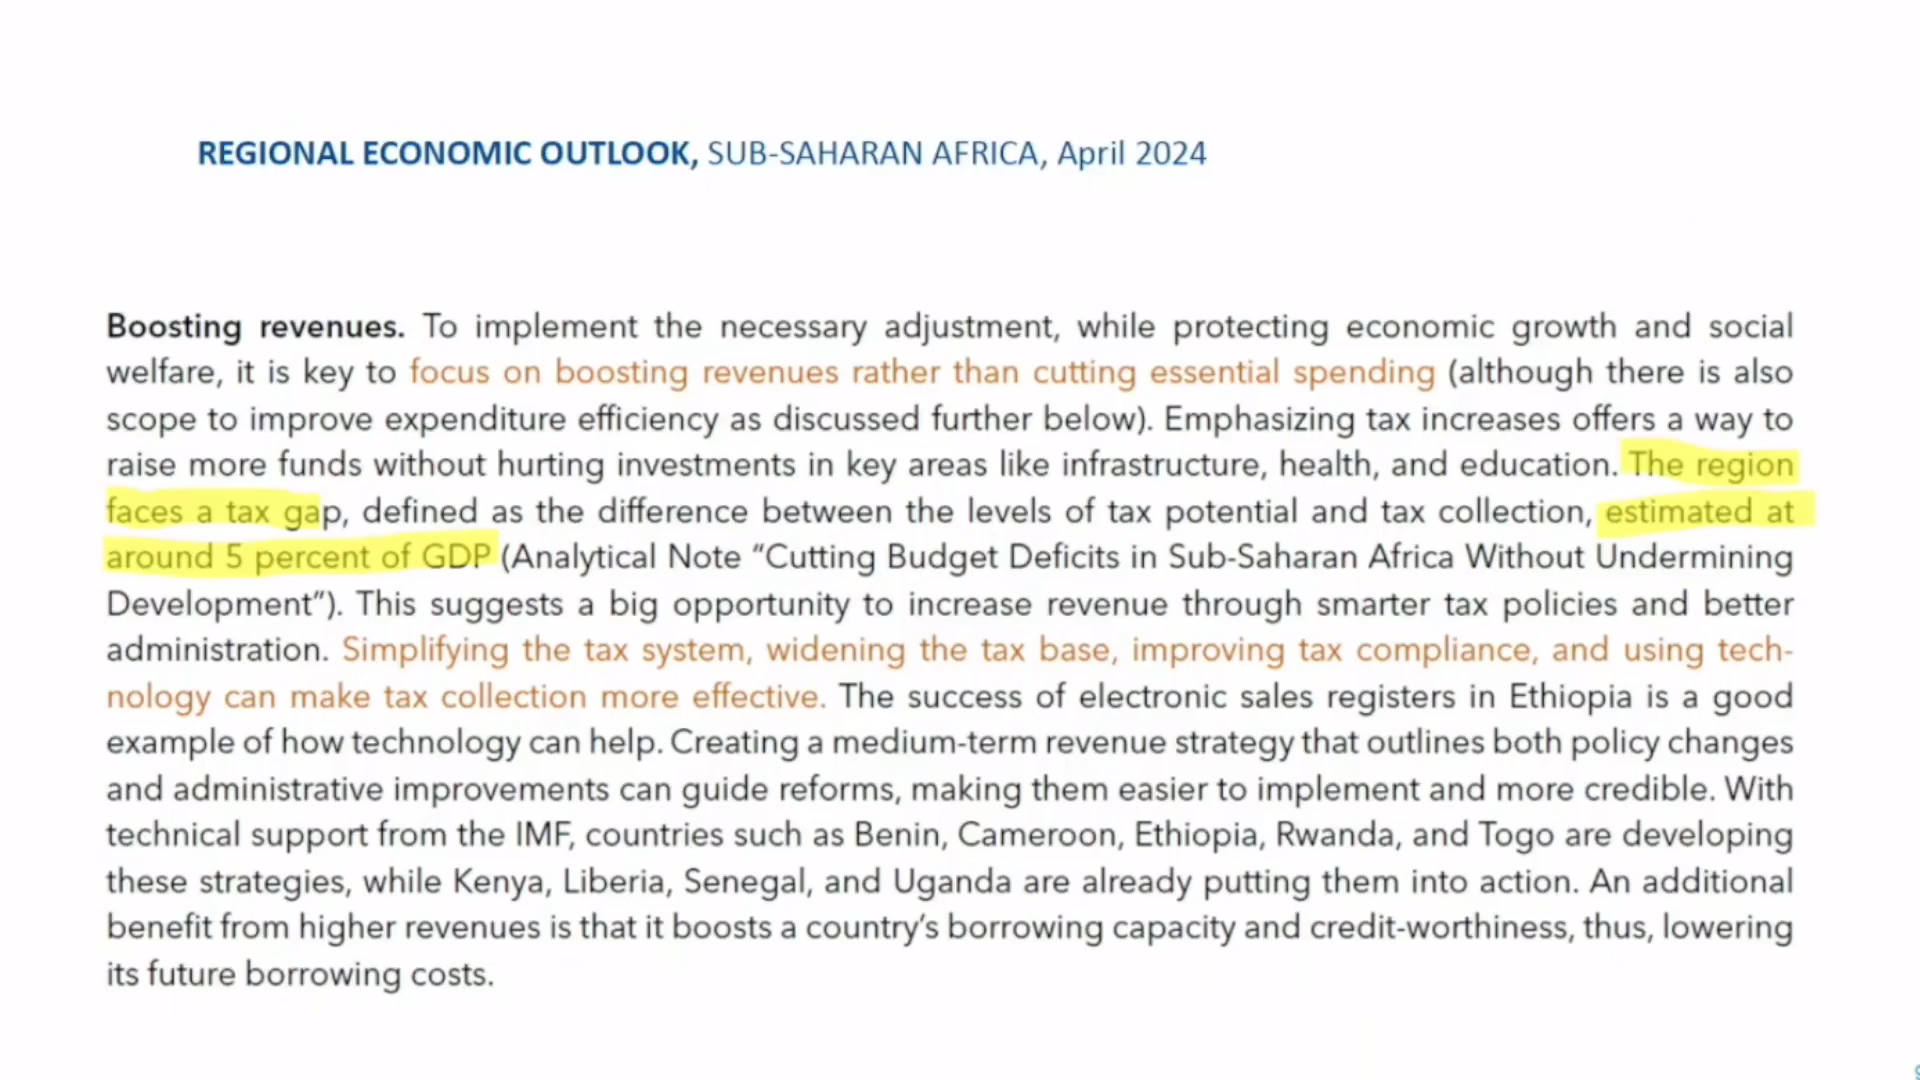 REGIONAL ECONOMIC OUTLOOK, SUB-SAHARAN AFRICA, April 2024
Boosting revenues. To implement the necessary adjustment, while protecting economic growth and social
welfare, it is key to focus on boosting revenues rather than cutting essential spending (although there is also
scope to improve expenditure efficiency as discussed further below). Emphasizing tax increases offers a way to
raise more funds without hurting investments in key areas like infrastructure, health, and education. The region
faces a tax gap, defined as the difference between the levels of tax potential and tax collection, estimated at
around 5 percent of GDP (Analytical Note “Cutting Budget Deficits in Sub-Saharan Africa Without Undermining
Development”). This suggests a big opportunity to increase revenue through smarter tax policies and better
administration. Simplifying the tax system, widening the tax base, improving tax compliance, and using tech-
nology can make tax collection more effective. The success of electronic sales registers in Ethiopia is a good
example of how technology can help. Creating a medium-term revenue strategy that outlines both policy changes
and administrative improvements can guide reforms, making them easier to implement and more credible. With
technical support from the IMF, countries such as Benin, Cameroon, Ethiopia, Rwanda, and Togo are developing
these strategies, while Kenya, Liberia, Senegal, and Uganda are already putting them into action. An additional
benefit from higher revenues is that it boosts a country’s borrowing capacity and credit-worthiness, thus, lowering
its future borrowing costs.